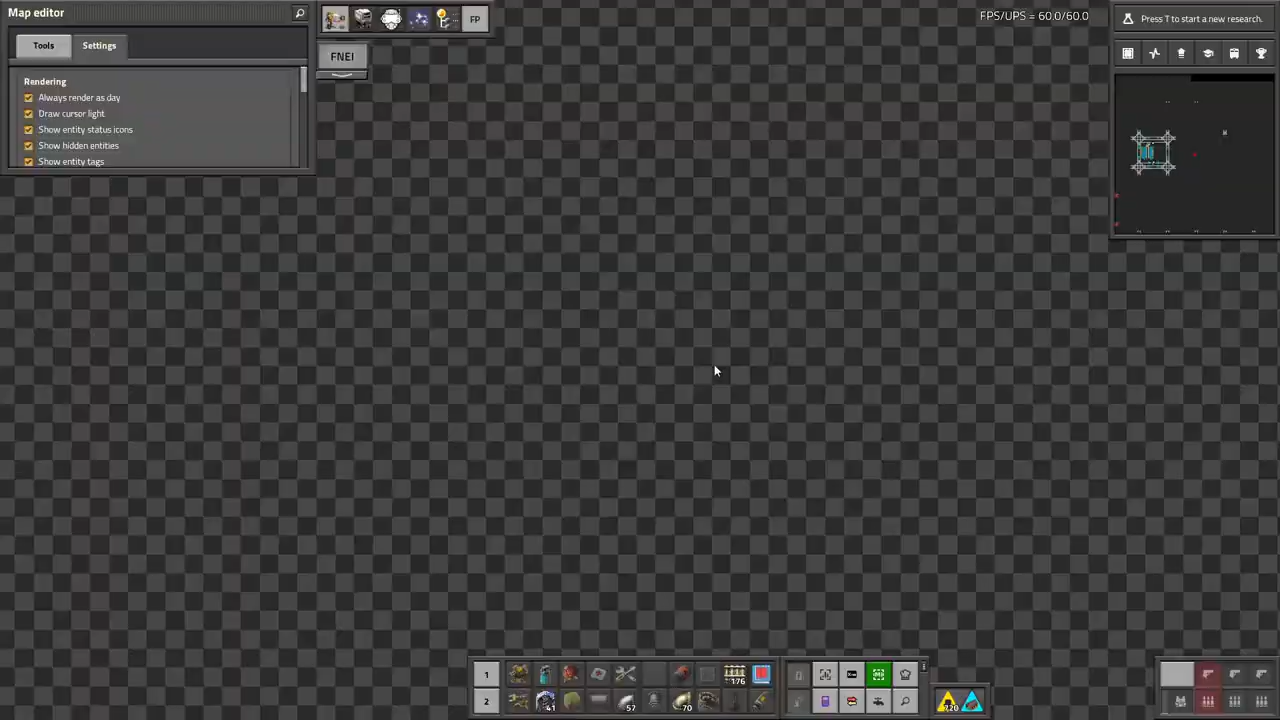 Map editor
FP
FPS/UPS = 60.0/60.0
Press T to start a new research.
Tools
Settings
FNEI
Rendering
Always render as day
Draw cursor light
Show entity status icons
Show hidden entities
Show entity tags
1
176
2
41
57
70